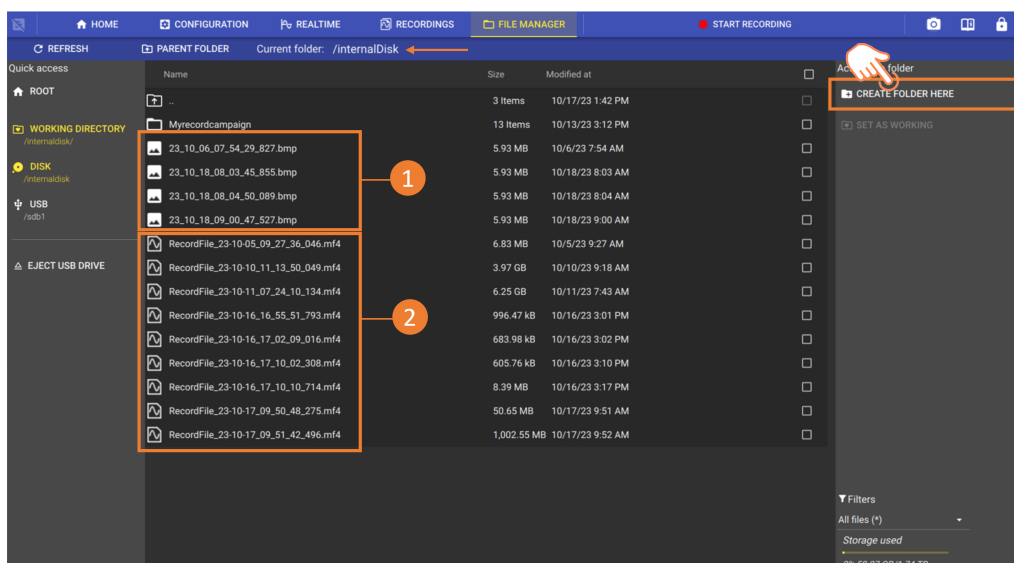 HOME CONFIGURATION REALTIME RECORDINGS FILE MANAGER START RECORDING
REFRESH PARENT FOLDER Current folder: /internalDisk
Quick access
ROOT
WORKING DIRECTORY
/internaldisk/
DISK
/internaldisk
USB
/sdb1
EJECT USB DRIVE
Name Size Modified at
.. 3 Items 10/17/23 1:42 PM
Myrecordcampaign 13 Items 10/13/23 3:12 PM
23_10_06_07_54_29_827.bmp 5.93 MB 10/6/23 7:54 AM
23_10_18_08_03_45_855.bmp 5.93 MB 10/18/23 8:03 AM
23_10_18_08_04_50_089.bmp 5.93 MB 10/18/23 8:04 AM
23_10_18_09_00_47_527.bmp 5.93 MB 10/18/23 9:00 AM
1
RecordFile_23-10-05_09_27_36_046.mf4 6.83 MB 10/5/23 9:27 AM
RecordFile_23-10-10_11_13_50_049.mf4 3.97 GB 10/10/23 9:18 AM
RecordFile_23-10-11_07_24_10_134.mf4 6.25 GB 10/11/23 7:43 AM
RecordFile_23-10-16_16_55_51_793.mf4 996.47 kB 10/16/23 3:01 PM
RecordFile_23-10-16_17_02_09_016.mf4 683.98 kB 10/16/23 3:02 PM
RecordFile_23-10-16_17_10_02_308.mf4 605.76 kB 10/16/23 3:10 PM
RecordFile_23-10-16_17_10_10_714.mf4 8.39 MB 10/16/23 3:17 PM
RecordFile_23-10-17_09_50_48_275.mf4 50.65 MB 10/17/23 9:51 AM
RecordFile_23-10-17_09_51_42_496.mf4 1,002.55 MB 10/17/23 9:52 AM
2
folder
CREATE FOLDER HERE
SET AS WORKING
Filters
All files (*)
Storage used